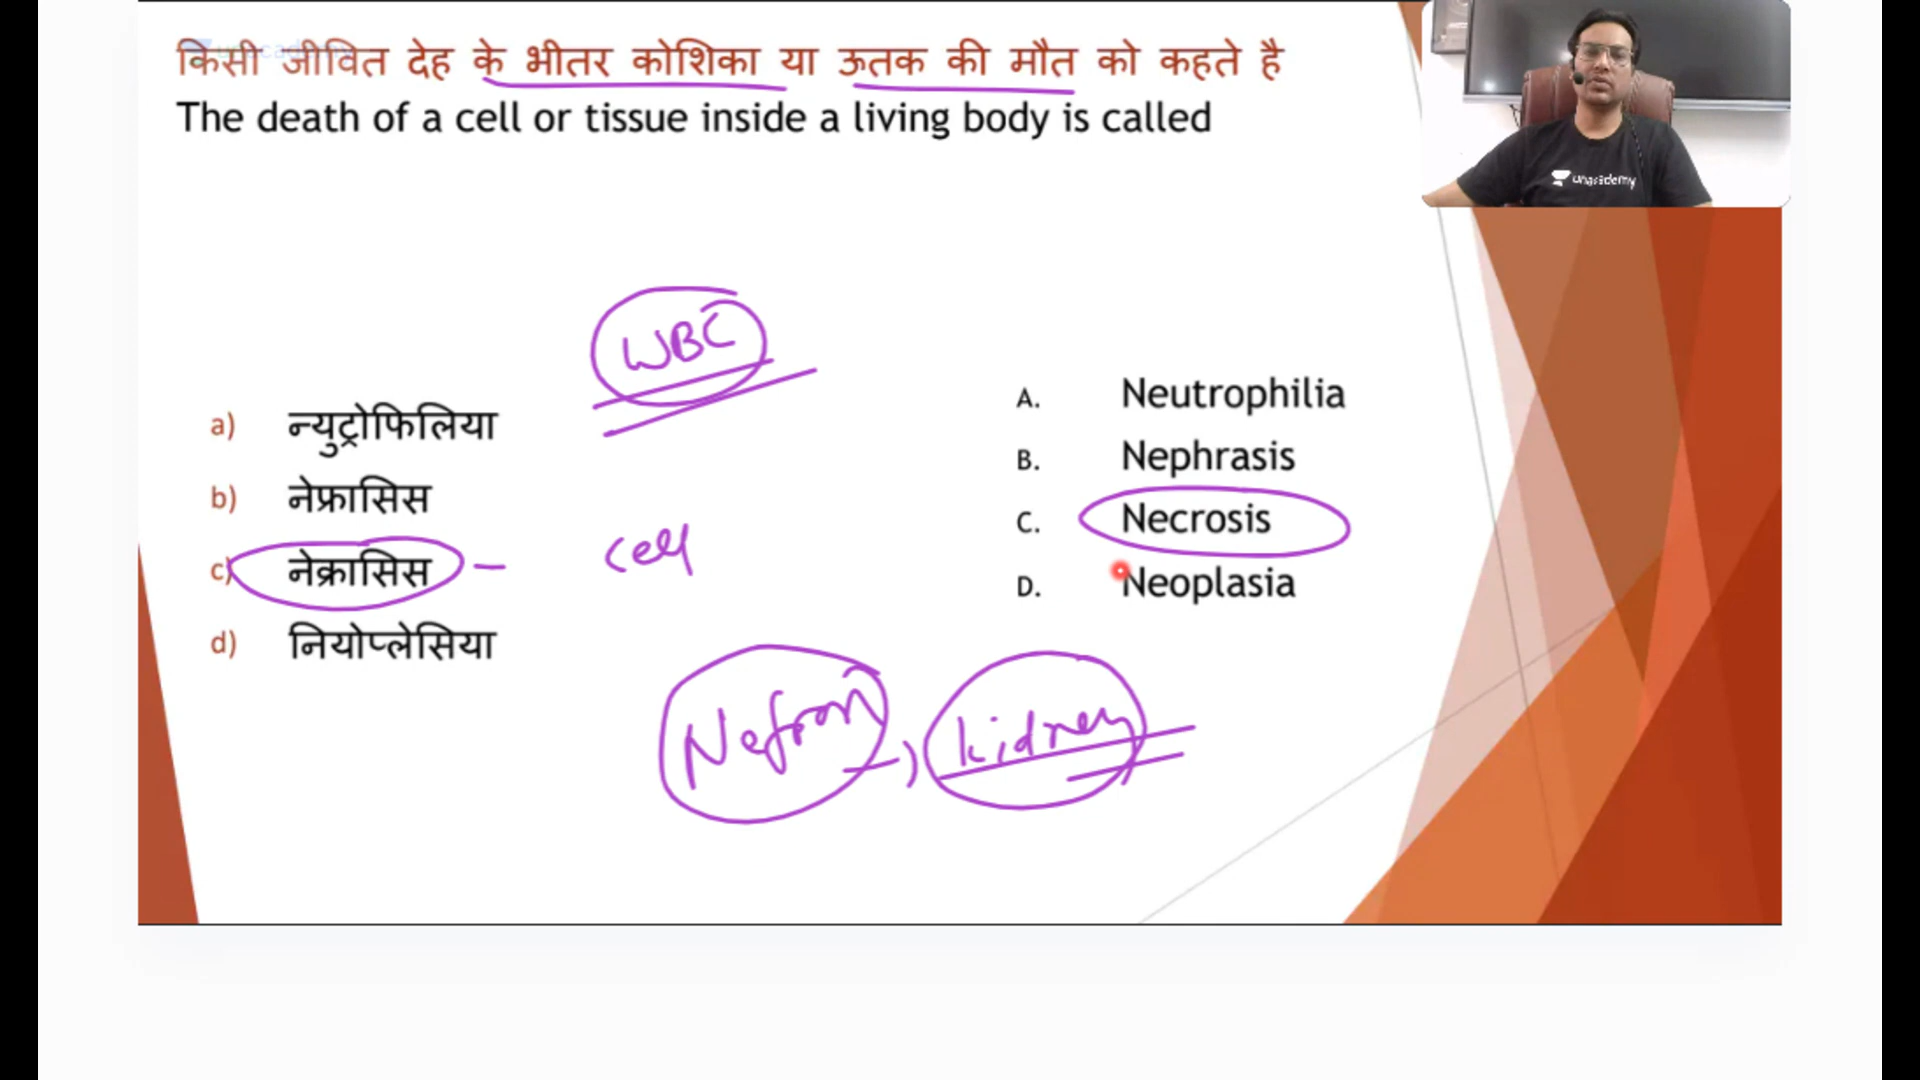 किसी जीवित देह के भीतर कोशिका या ऊतक की मौत को कहते है
The death of a cell or tissue inside a living body is called
unacademy
WBC
a) न्युट्रोफिलिया
b) नेफ्रासिस
c) नेक्रासिस – cell
d) नियोप्लेसिया
A. Neutrophilia
B. Nephrasis
C. Necrosis
D. Neoplasia
Nefron, kidney